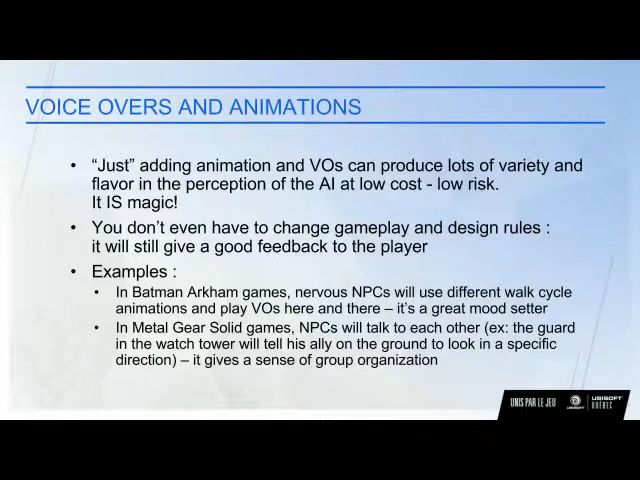 VOICE OVERS AND ANIMATIONS
• “Just” adding animation and VOs can produce lots of variety and
flavor in the perception of the AI at low cost - low risk.
It IS magic!
• You don’t even have to change gameplay and design rules :
it will still give a good feedback to the player
• Examples :
• In Batman Arkham games, nervous NPCs will use different walk cycle
animations and play VOs here and there – it’s a great mood setter
• In Metal Gear Solid games, NPCs will talk to each other (ex: the guard
in the watch tower will tell his ally on the ground to look in a specific
direction) – it gives a sense of group organization
UNIS PAR LE JEU
UBISOFT
UBISOFT
QUÉBEC